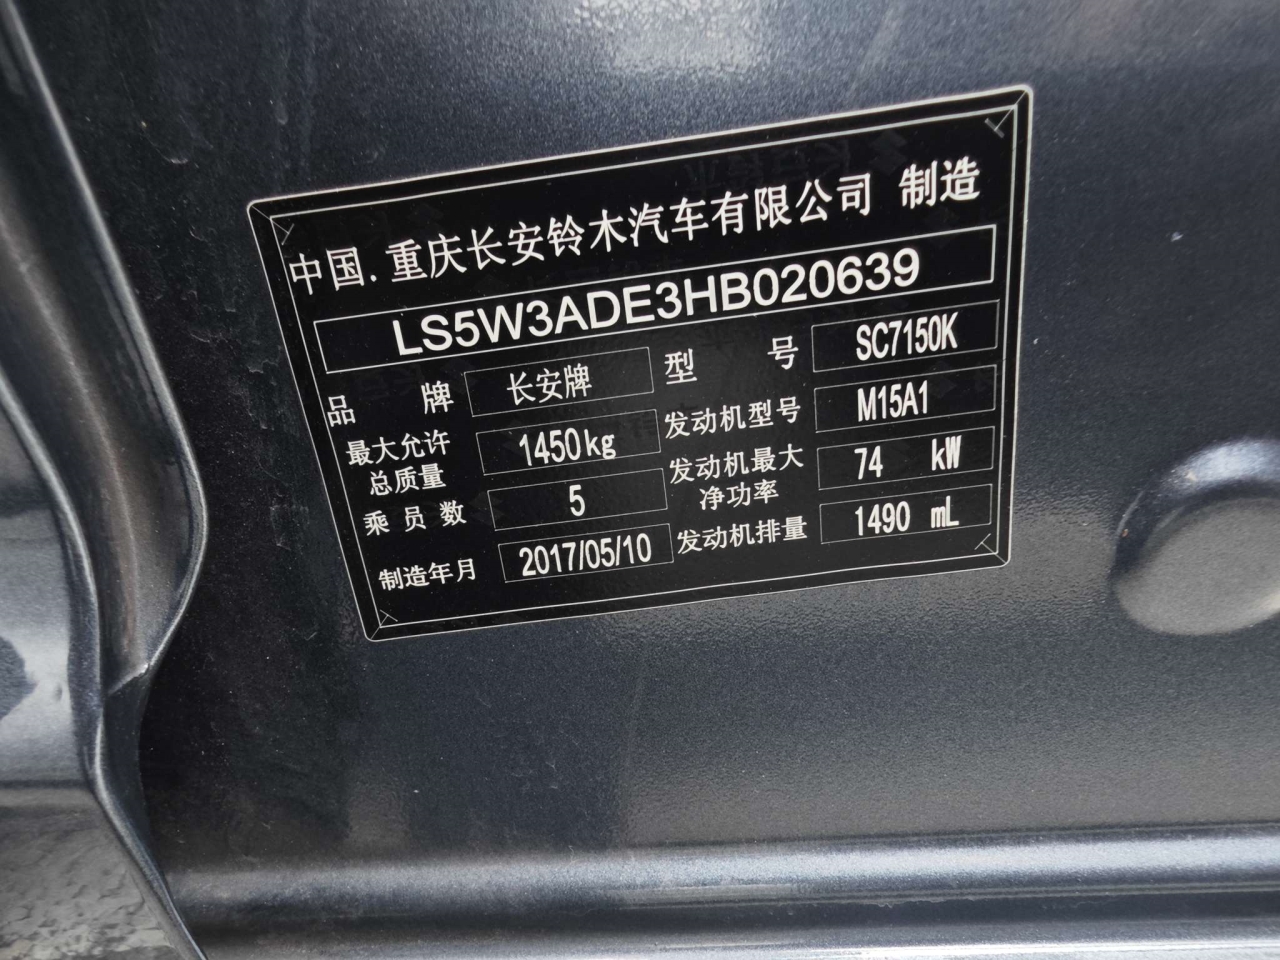 中国.重庆长安铃木汽车有限公司 制造
LS5W3ADE3HB020639
品 牌 长安牌 型 号 SC7150K
最大允许总质量 1450kg 发动机型号 M15A1
乘员数 5 发动机最大净功率 74 kW
制造年月 2017/05/10 发动机排量 1490 mL